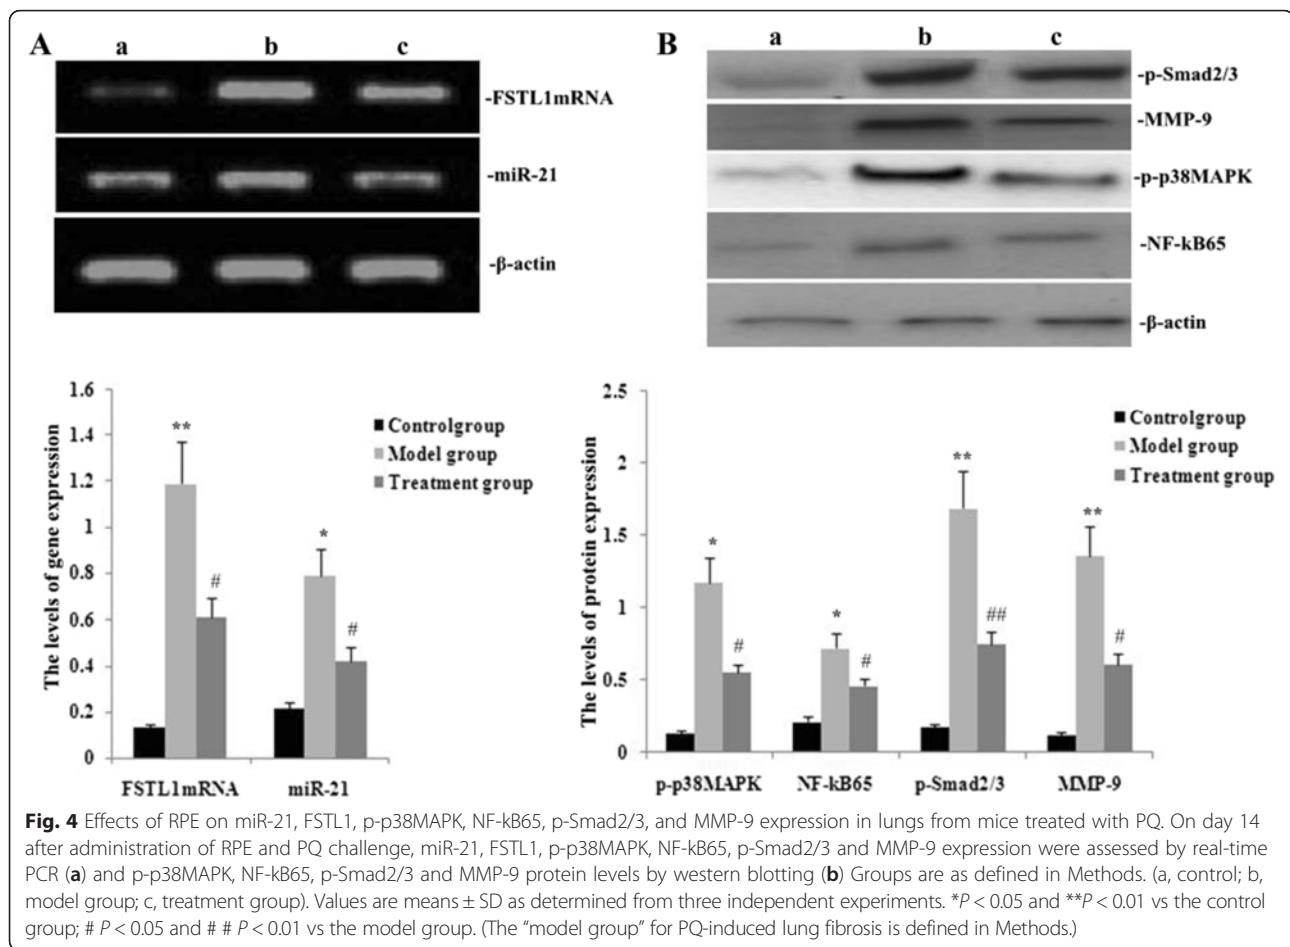 A
a b c
-FSTL1mRNA
-miR-21
-β-actin
B
a b c
-p-Smad2/3
-MMP-9
-p-p38MAPK
-NF-kB65
-β-actin
The levels of gene expression
1.6
1.4
1.2
1
0.8
0.6
0.4
0.2
0
** # * #
Controlgroup
Model group
Treatment group
FSTL1mRNA miR-21
The levels of protein expression
2.5
2
1.5
1
0.5
0
* # * # ** ## ** #
Controlgroup
Model group
Treatment group
p-p38MAPK NF-kB65 p-Smad2/3 MMP-9
Fig. 4 Effects of RPE on miR-21, FSTL1, p-p38MAPK, NF-kB65, p-Smad2/3, and MMP-9 expression in lungs from mice treated with PQ. On day 14
after administration of RPE and PQ challenge, miR-21, FSTL1, p-p38MAPK, NF-kB65, p-Smad2/3 and MMP-9 expression were assessed by real-time
PCR (a) and p-p38MAPK, NF-kB65, p-Smad2/3 and MMP-9 protein levels by western blotting (b) Groups are as defined in Methods. (a, control; b,
model group; c, treatment group). Values are means ± SD as determined from three independent experiments. *P < 0.05 and **P < 0.01 vs the control
group; # P < 0.05 and # # P < 0.01 vs the model group. (The “model group” for PQ-induced lung fibrosis is defined in Methods.)